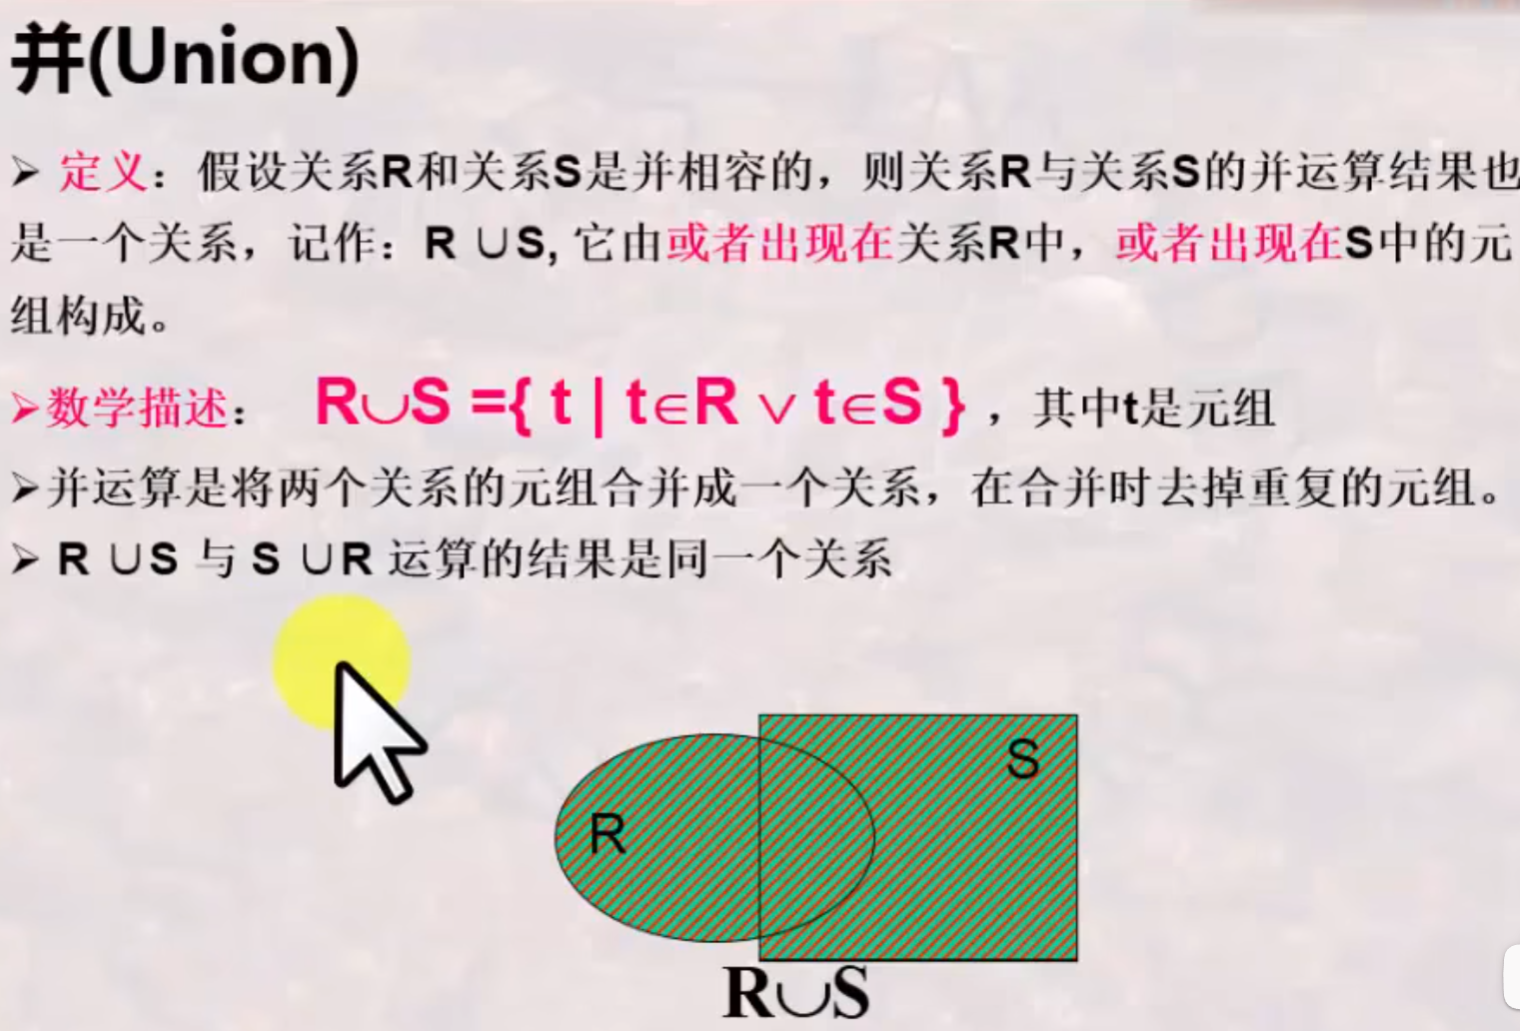 并(Union)
➢ 定义：假设关系R和关系S是并相容的，则关系R与关系S的并运算结果也
是一个关系，记作：R ∪S, 它由或者出现在关系R中，或者出现在S中的元
组构成。
➢数学描述： R∪S ={ t | t∈R ∨ t∈S } ，其中t是元组
➢并运算是将两个关系的元组合并成一个关系，在合并时去掉重复的元组。
➢ R ∪S 与 S ∪R 运算的结果是同一个关系
S
R
R∪S